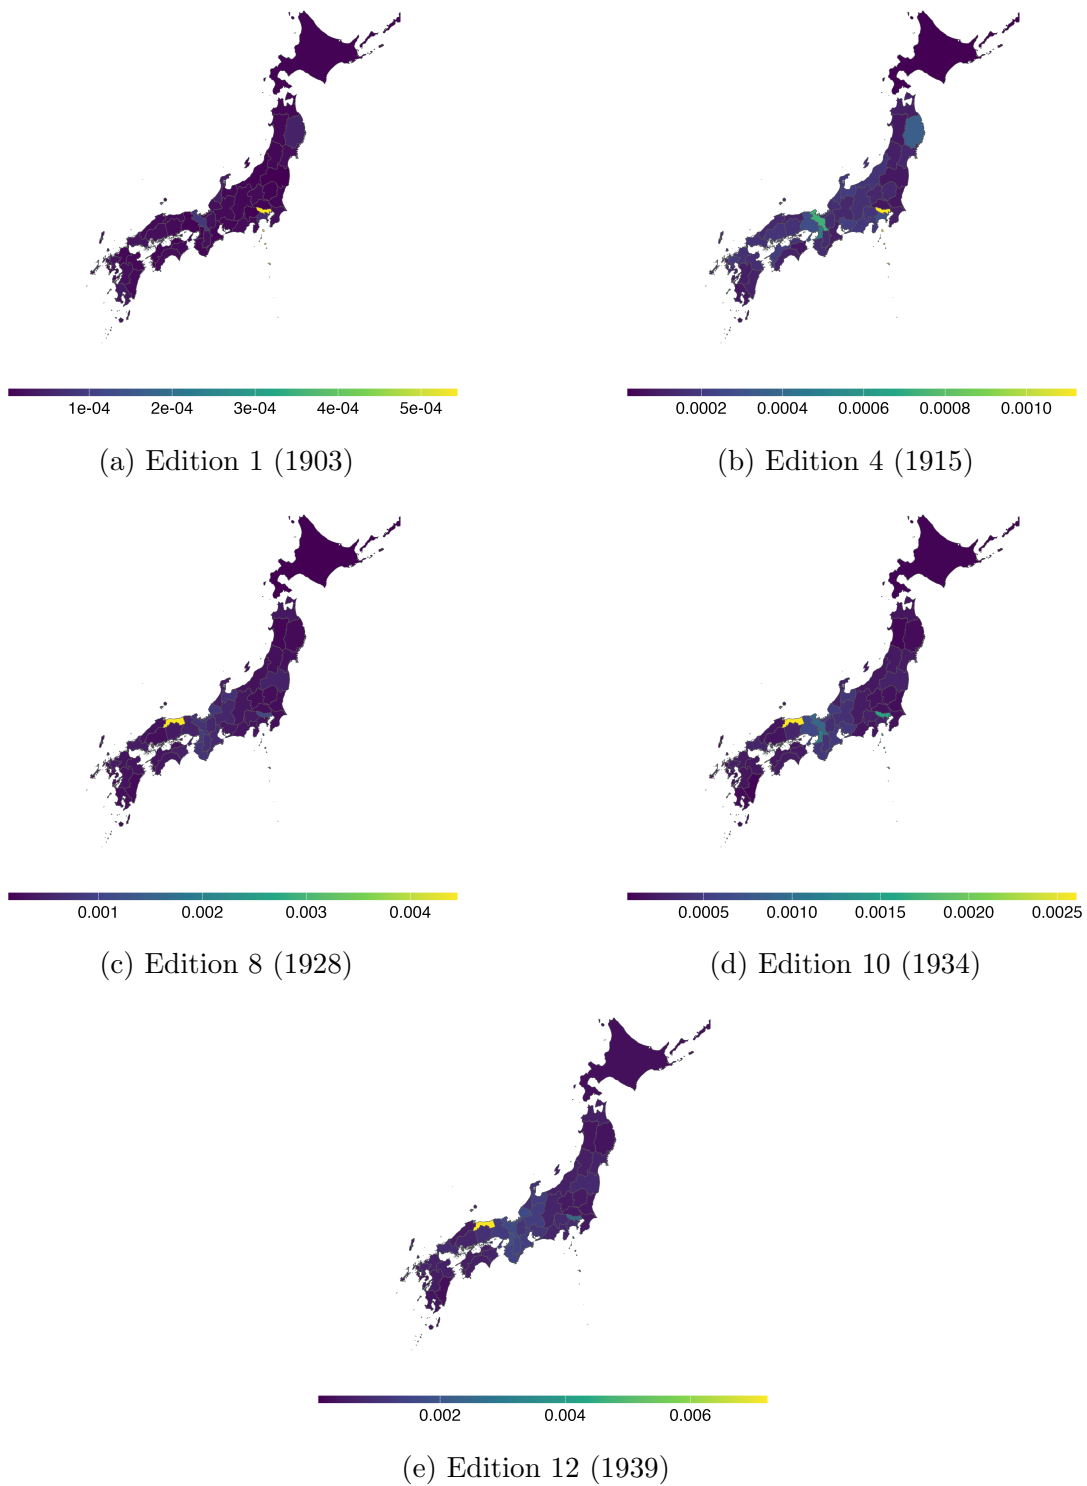 1e-04 2e-04 3e-04 4e-04 5e-04
0.0002 0.0004 0.0006 0.0008 0.0010
(a) Edition 1 (1903)
(b) Edition 4 (1915)
0.001 0.002 0.003 0.004
0.0005 0.0010 0.0015 0.0020 0.0025
(c) Edition 8 (1928)
(d) Edition 10 (1934)
0.002 0.004 0.006
(e) Edition 12 (1939)